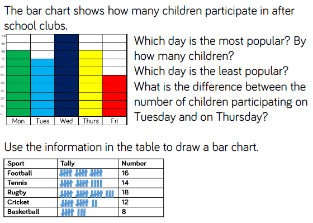 The bar chart shows how many children participate in after
school clubs.
Which day is the most popular? By
how many children?
Which day is the least popular?
What is the difference between the
number of children participating on
Tuesday and on Thursday?
Mon Tues Wed Thurs Fri
Use the information in the table to draw a bar chart.
Sport Tally Number
Football 16
Tennis 14
Rugby 18
Cricket 12
Basketball 8